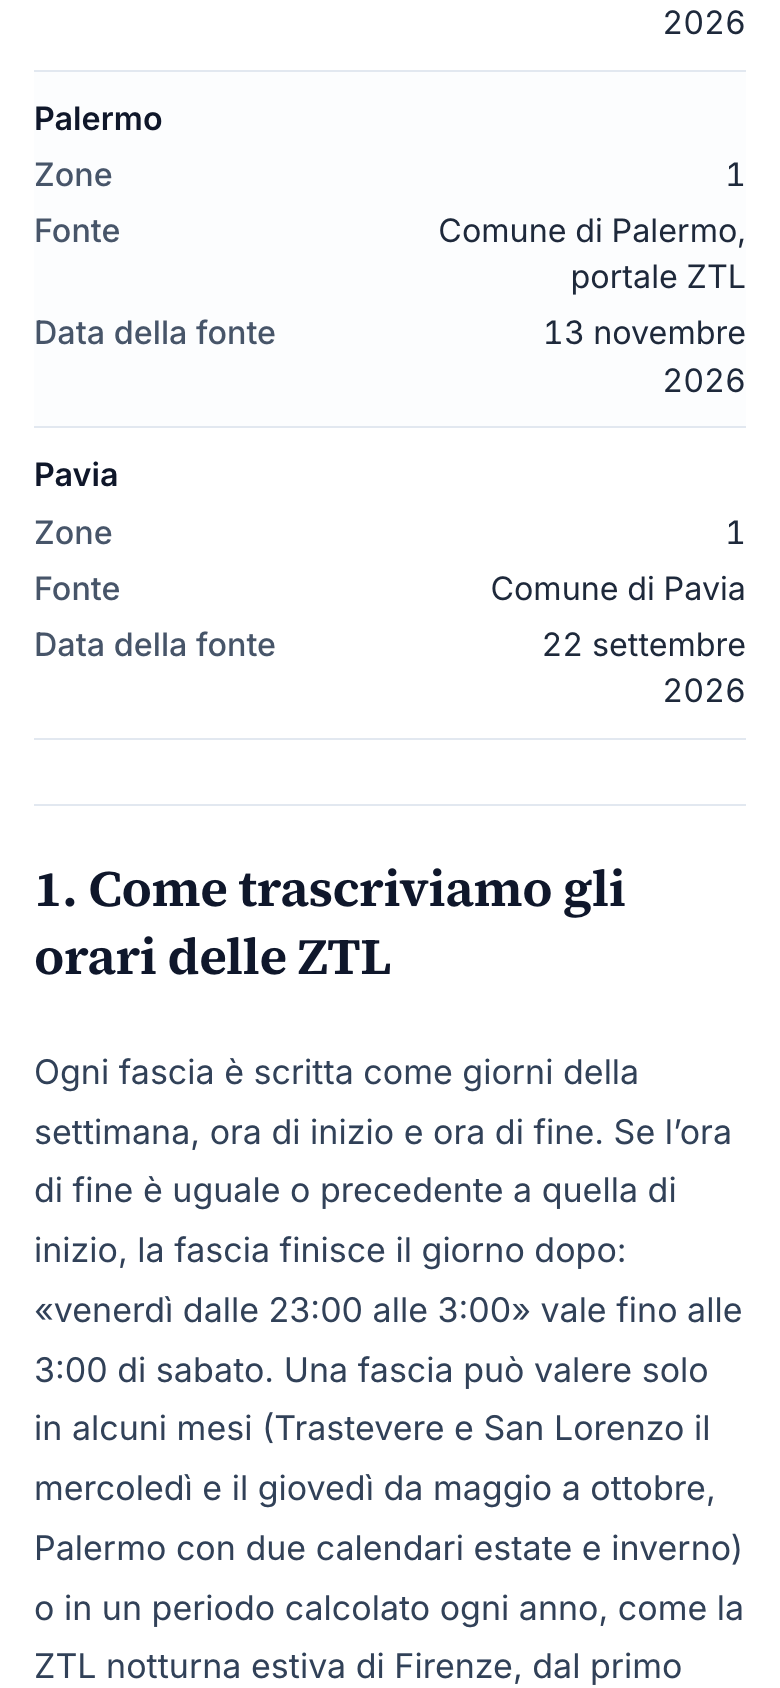 2026
Palermo
Zone 1
Fonte Comune di Palermo,
portale ZTL
Data della fonte 13 novembre
2026
Pavia
Zone 1
Fonte Comune di Pavia
Data della fonte 22 settembre
2026
1. Come trascriviamo gli
orari delle ZTL
Ogni fascia è scritta come giorni della
settimana, ora di inizio e ora di fine. Se l’ora
di fine è uguale o precedente a quella di
inizio, la fascia finisce il giorno dopo:
«venerdì dalle 23:00 alle 3:00» vale fino alle
3:00 di sabato. Una fascia può valere solo
in alcuni mesi (Trastevere e San Lorenzo il
mercoledì e il giovedì da maggio a ottobre,
Palermo con due calendari estate e inverno)
o in un periodo calcolato ogni anno, come la
ZTL notturna estiva di Firenze, dal primo